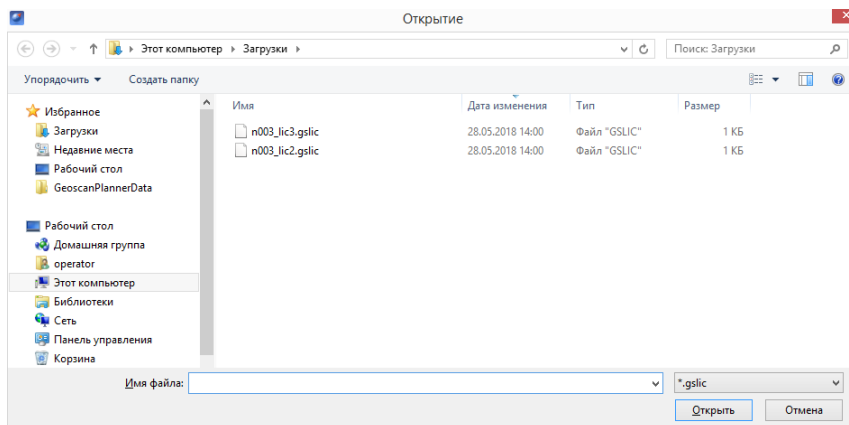 Открытие
Этот компьютер Загрузки
Поиск: Загрузки
Упорядочить Создать папку
Избранное
Загрузки
Недавние места
Рабочий стол
GeoscanPlannerData
Рабочий стол
Домашняя группа
operator
Этот компьютер
Библиотеки
Сеть
Панель управления
Корзина
Имя Дата изменения Тип Размер
n003_lic3.gslic 28.05.2018 14:00 Файл "GSLIC" 1 КБ
n003_lic2.gslic 28.05.2018 14:00 Файл "GSLIC" 1 КБ
Имя файла: *.gslic
Открыть Отмена